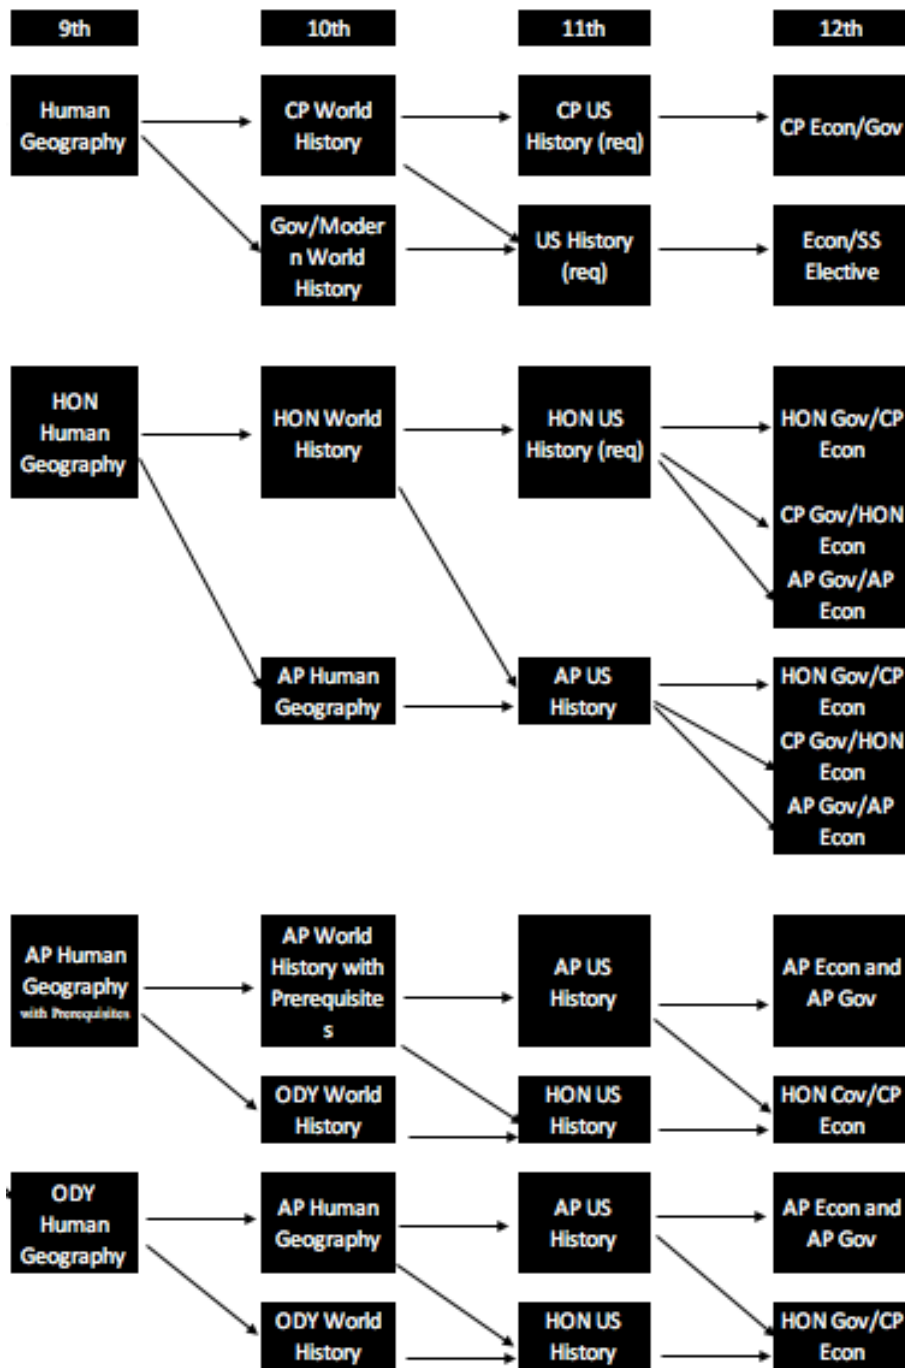 9th
10th
11th
12th
Human
Geography
CP World
History
CP US
History (req)
CP Econ/Gov
Gov/Moder
n World
History
US History
(req)
Econ/SS
Elective
HON
Human
Geography
HON World
History
HON US
History (req)
HON Gov/CP
Econ
CP Gov/HON
Econ
AP Gov/AP
Econ
AP Human
Geography
AP US
History
HON Gov/CP
Econ
CP Gov/HON
Econ
AP Gov/AP
Econ
AP Human
Geography
with Prerequisites
AP World
History with
Prerequisite
s
AP US
History
AP Econ and
AP Gov
ODY World
History
HON US
History
HON Cov/CP
Econ
ODY
Human
Geography
AP Human
Geography
AP US
History
AP Econ and
AP Gov
ODY World
History
HON US
History
HON Gov/CP
Econ